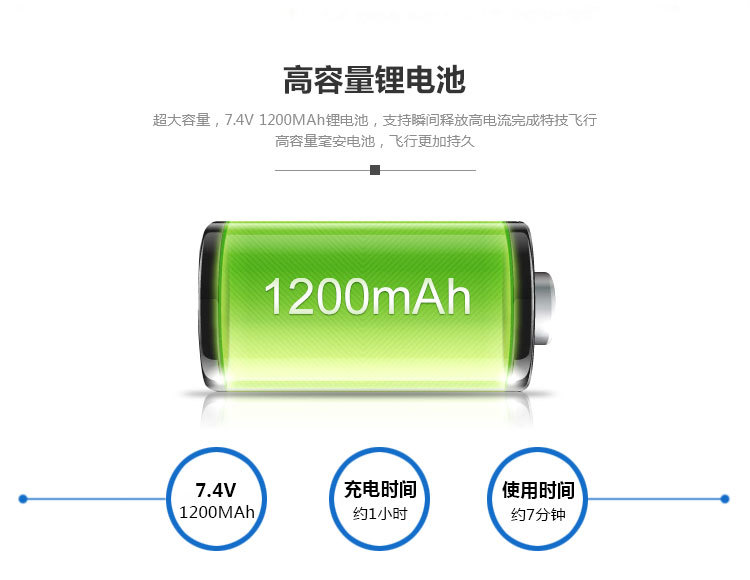 高容量锂电池
超大容量，7.4V 1200MAh锂电池，支持瞬间释放高电流完成特技飞行
高容量毫安电池，飞行更加持久
1200mAh
7.4V
1200MAh
充电时间
约1小时
使用时间
约7分钟